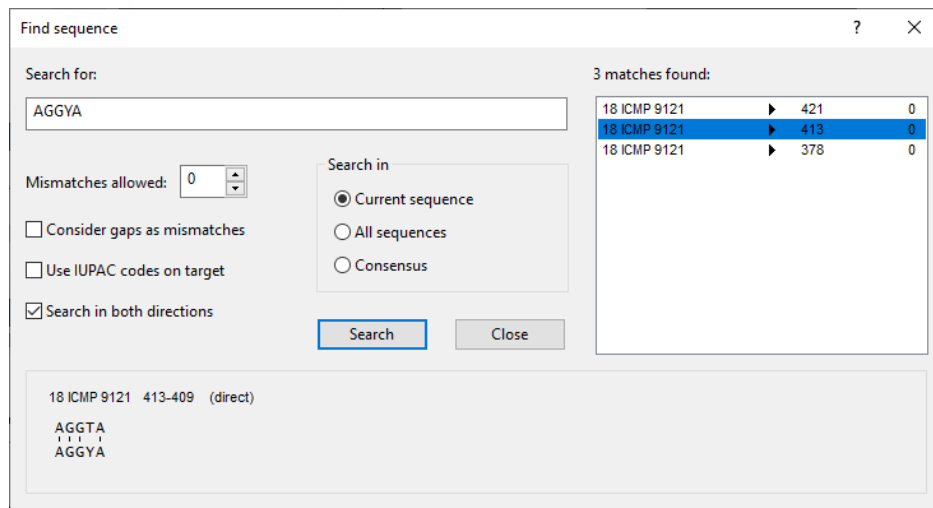 Find sequence
?
Search for:
AGGYA
Mismatches allowed: 0
Consider gaps as mismatches
Use IUPAC codes on target
Search in both directions
Search in
Current sequence
All sequences
Consensus
Search Close
3 matches found:
18 ICMP 9121 421 0
18 ICMP 9121 413 0
18 ICMP 9121 378 0
18 ICMP 9121 413-409 (direct)
AGGTA
AGGYA